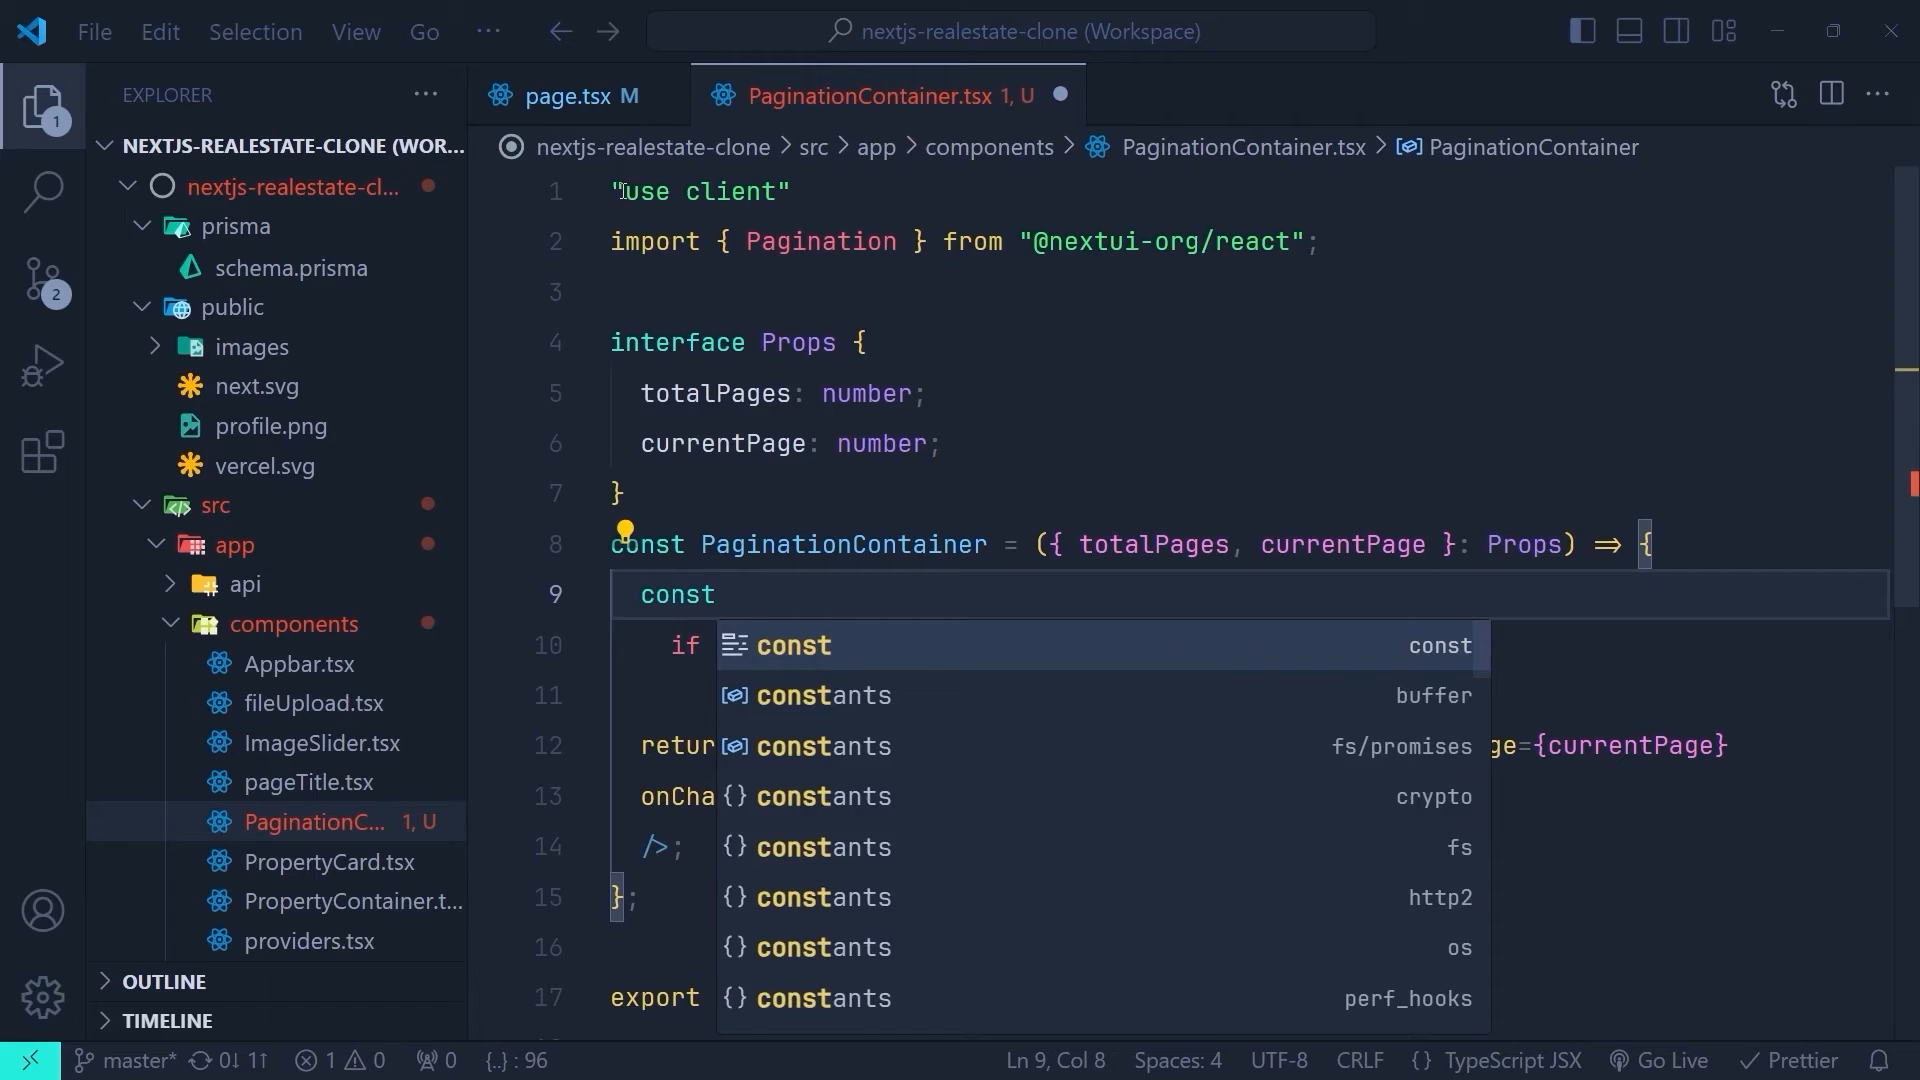 File Edit Selection View Go ··· nextjs-realestate-clone (Workspace)
EXPLORER ···
1
2
NEXTJS-REALESTATE-CLONE (WOR...
nextjs-realestate-cl...
prisma
schema.prisma
public
images
next.svg
profile.png
vercel.svg
src
app
api
components
Appbar.tsx
fileUpload.tsx
ImageSlider.tsx
pageTitle.tsx
PaginationC... 1, U
PropertyCard.tsx
PropertyContainer.t...
providers.tsx
OUTLINE
TIMELINE
page.tsx M PaginationContainer.tsx 1, U
nextjs-realestate-clone > src > app > components > PaginationContainer.tsx > PaginationContainer
1 "use client"
2 import { Pagination } from "@nextui-org/react";
3
4 interface Props {
5 totalPages: number;
6 currentPage: number;
7 }
8 const PaginationContainer = ({ totalPages, currentPage }: Props) => {
9 const
10 if
11
12 retur ge={currentPage}
13 onCha
14 />;
15 };
16
17 export
const const
constants buffer
constants fs/promises
{} constants crypto
{} constants fs
{} constants http2
{} constants os
{} constants perf_hooks
master* 0↓ 1↑ 1 0 0 {..} : 96 Ln 9, Col 8 Spaces: 4 UTF-8 CRLF {} TypeScript JSX Go Live Prettier